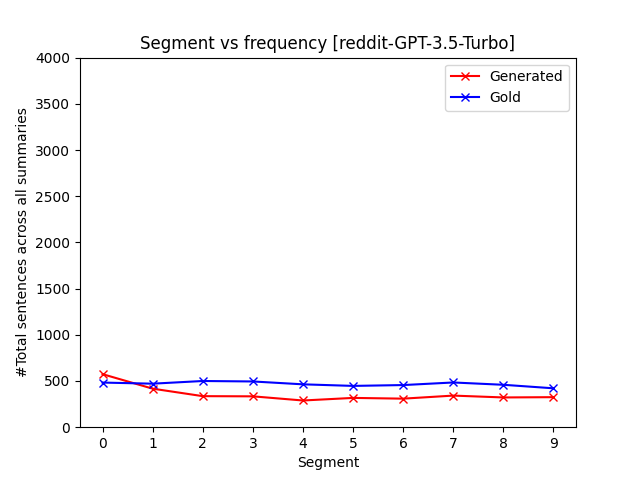 Segment vs frequency [reddit-GPT-3.5-Turbo]
Generated
Gold
#Total sentences across all summaries
4000
3500
3000
2500
2000
1500
1000
500
0
0 1 2 3 4 5 6 7 8 9
Segment